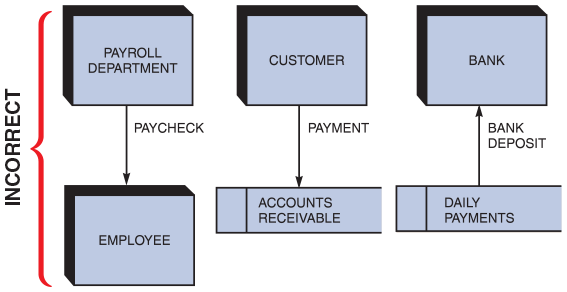 INCORRECT
PAYROLL
DEPARTMENT
PAYCHECK
EMPLOYEE
CUSTOMER
PAYMENT
ACCOUNTS
RECEIVABLE
BANK
BANK
DEPOSIT
DAILY
PAYMENTS